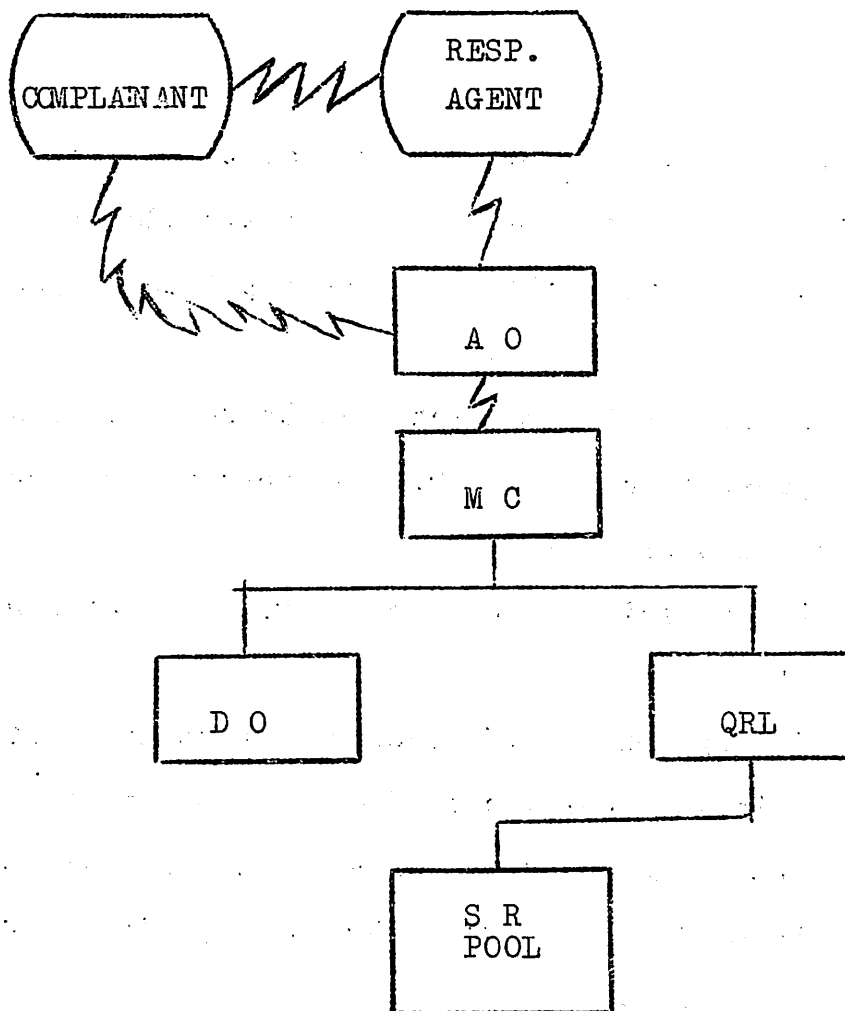 COMPLAINANT
RESP.
AGENT
A O
M C
D O
QRL
S R
POOL